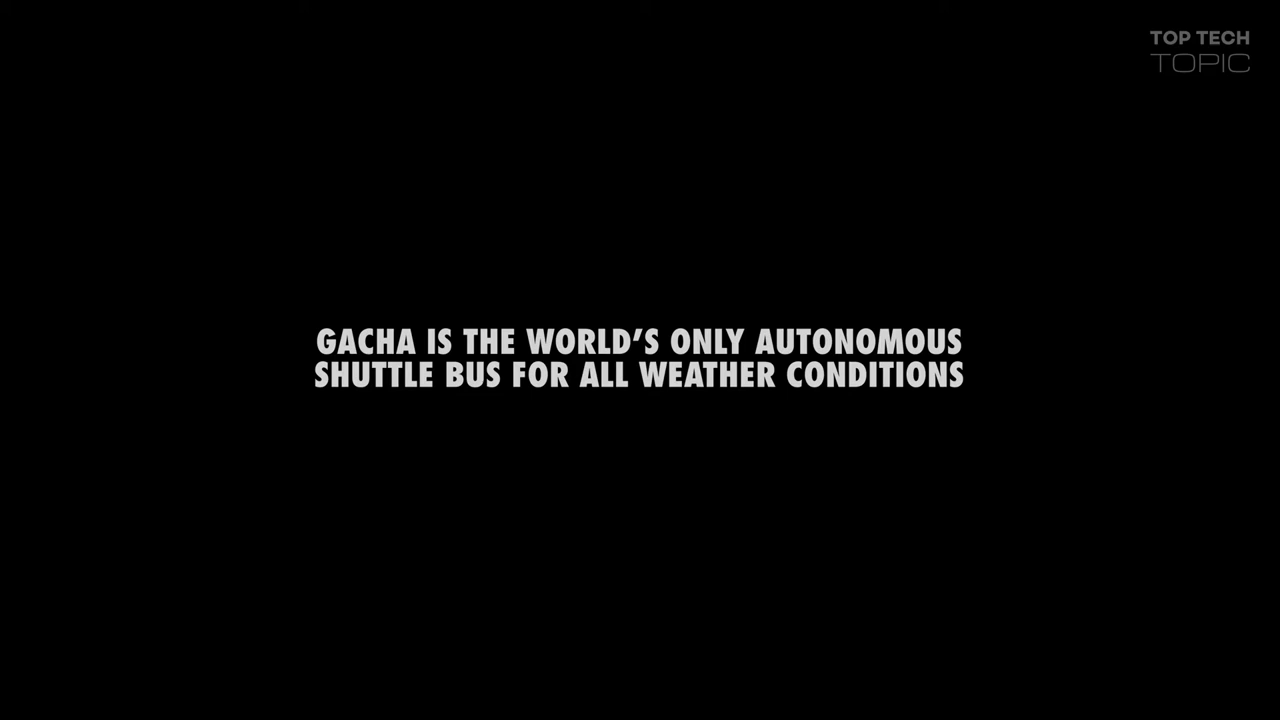 TOP TECH
TOPIC
GACHA IS THE WORLD’S ONLY AUTONOMOUS
SHUTTLE BUS FOR ALL WEATHER CONDITIONS